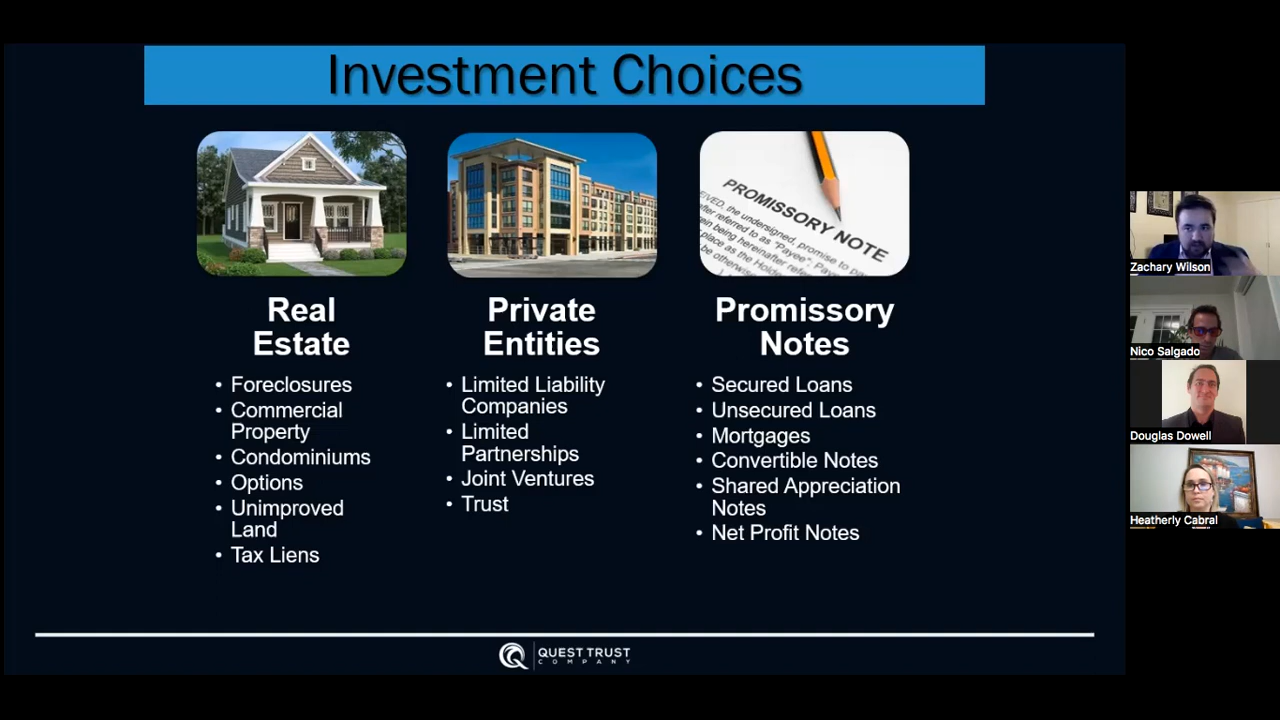 Investment Choices
PROMISSORY NOTE
Real
Estate
• Foreclosures
• Commercial
Property
• Condominiums
• Options
• Unimproved
Land
• Tax Liens
Private
Entities
• Limited Liability
Companies
• Limited
Partnerships
• Joint Ventures
• Trust
Promissory
Notes
• Secured Loans
• Unsecured Loans
• Mortgages
• Convertible Notes
• Shared Appreciation
Notes
• Net Profit Notes
QUEST TRUST
COMPANY
Zachary Wilson
Nico Salgado
Douglas Dowell
Heatherly Cabral